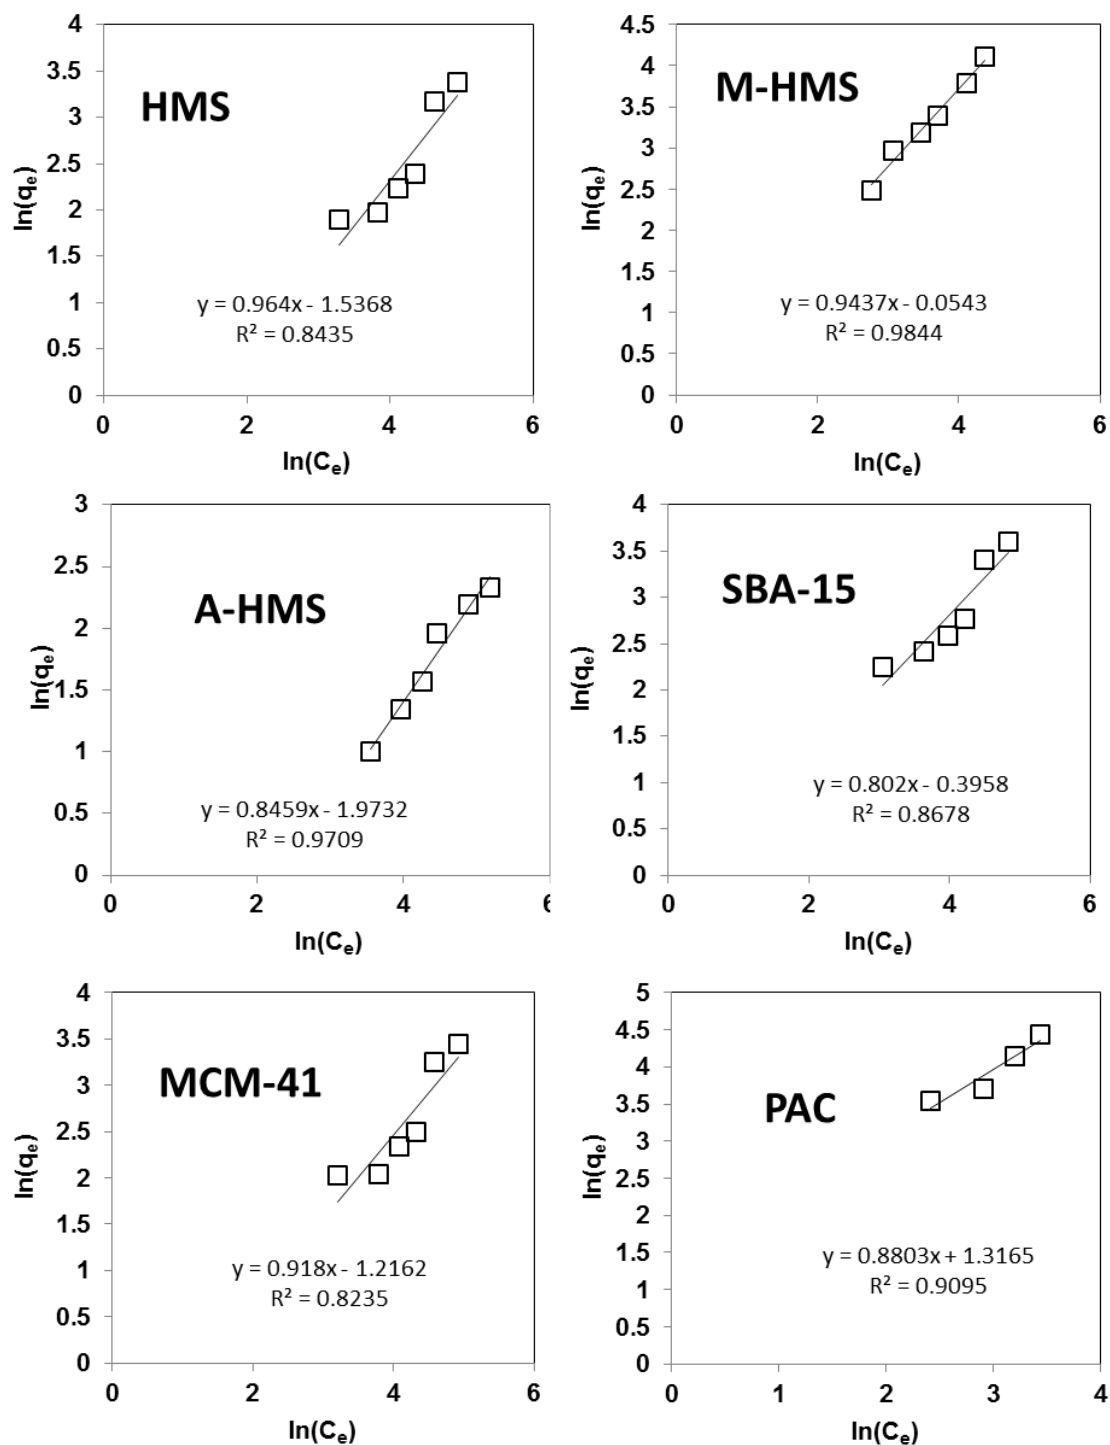 HMS
4
3.5
3
2.5
2
1.5
1
0.5
0
ln(qₑ)
y = 0.964x - 1.5368
R² = 0.8435
0 2 4 6
ln(Cₑ)
M-HMS
4.5
4
3.5
3
2.5
2
1.5
1
0.5
0
ln(qₑ)
y = 0.9437x - 0.0543
R² = 0.9844
0 2 4 6
ln(Cₑ)
A-HMS
3
2.5
2
1.5
1
0.5
0
ln(qₑ)
y = 0.8459x - 1.9732
R² = 0.9709
0 2 4 6
ln(Cₑ)
SBA-15
4
3.5
3
2.5
2
1.5
1
0.5
0
ln(qₑ)
y = 0.802x - 0.3958
R² = 0.8678
0 2 4 6
ln(Cₑ)
MCM-41
4
3.5
3
2.5
2
1.5
1
0.5
0
ln(qₑ)
y = 0.918x - 1.2162
R² = 0.8235
0 2 4 6
ln(Cₑ)
PAC
5
4.5
4
3.5
3
2.5
2
1.5
1
0.5
0
ln(qₑ)
y = 0.8803x + 1.3165
R² = 0.9095
0 1 2 3 4
ln(Cₑ)